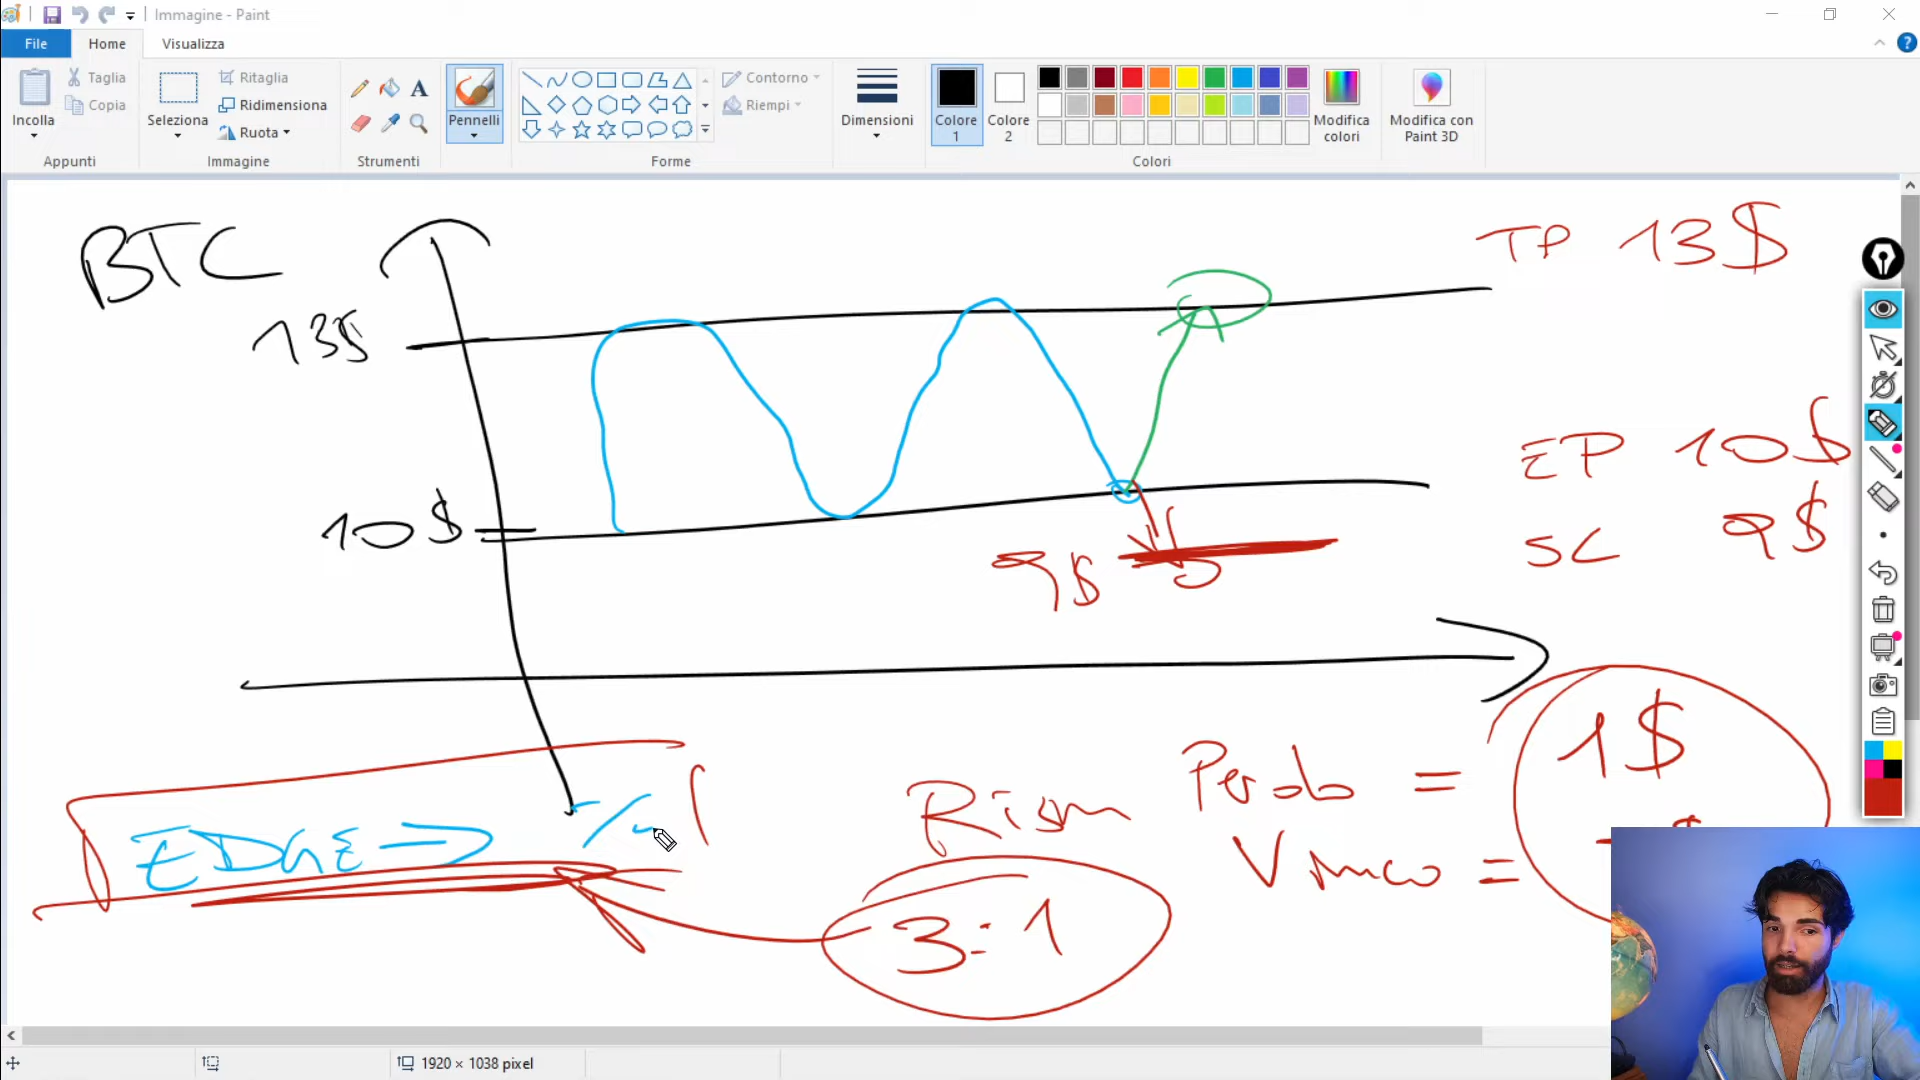 Immagine - Paint
File Home Visualizza
Incolla
Taglia
Copia
Appunti
Seleziona
Ritaglia
Ridimensiona
Ruota
Immagine
Strumenti
Pennelli
Contorno
Riempi
Forme
Dimensioni
Colore 1
Colore 2
Modifica colori
Modifica con Paint 3D
Colori
BTC
TP 13$
13$
EP 10$
10$
SL 9$
9$
Perdo = 1$
EDGE
Vinco =
3:1
1920 × 1038 pixel